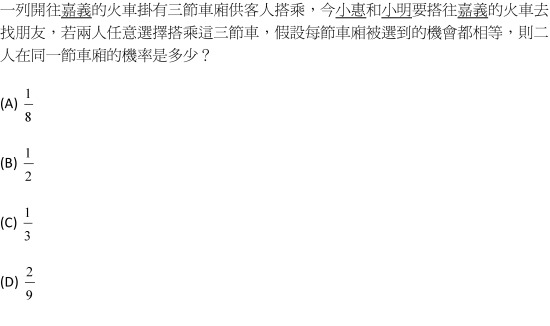 一列開往嘉義的火車掛有三節車廂供客人搭乘，今小惠和小明要搭往嘉義的火車去
找朋友，若兩人任意選擇搭乘這三節車，假設每節車廂被選到的機會都相等，則二
人在同一節車廂的機率是多少？
(A) 1/8
(B) 1/2
(C) 1/3
(D) 2/9